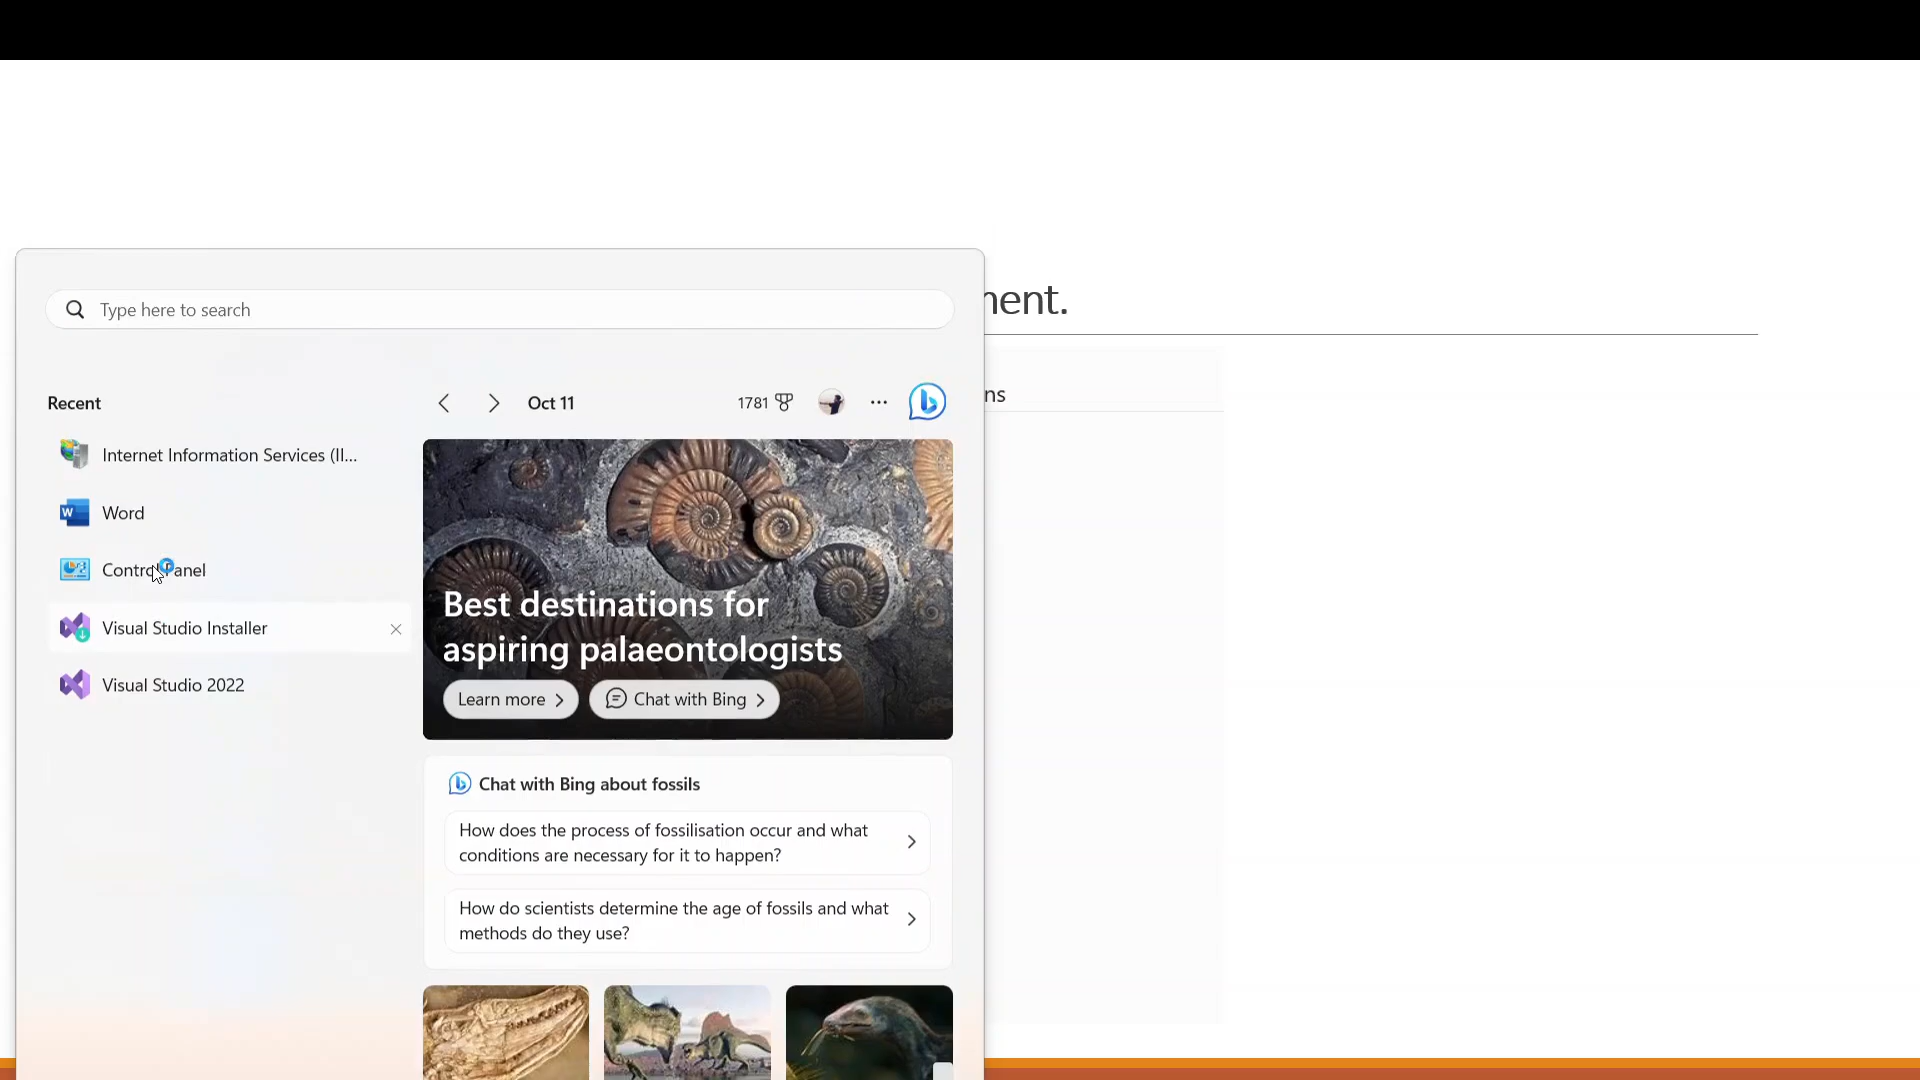 Type here to search
ment.
ns
Recent
Oct 11
1781
Internet Information Services (II...
Word
Control Panel
Visual Studio Installer
Visual Studio 2022
Best destinations for
aspiring palaeontologists
Learn more
Chat with Bing
Chat with Bing about fossils
How does the process of fossilisation occur and what
conditions are necessary for it to happen?
How do scientists determine the age of fossils and what
methods do they use?